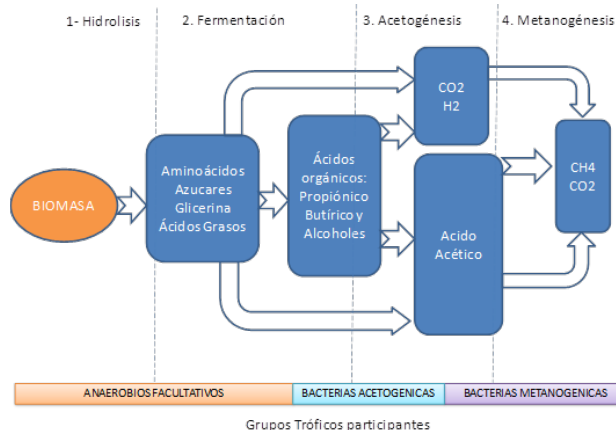 1- Hidrolisis
2. Fermentación
3. Acetogénesis
4. Metanogénesis
BIOMASA
Aminoácidos
Azucares
Glicerina
Ácidos Grasos
Ácidos
orgánicos:
Propiónico
Butírico y
Alcoholes
CO2
H2
Acido
Acético
CH4
CO2
ANAEROBIOS FACULTATIVOS
BACTERIAS ACETOGENICAS
BACTERIAS METANOGENICAS
Grupos Tróficos participantes